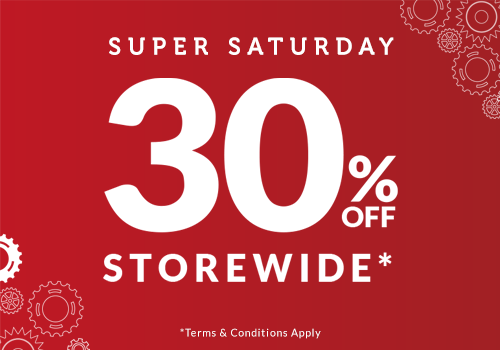 SUPER SATURDAY
30%
OFF
STOREWIDE*
*Terms & Conditions Apply